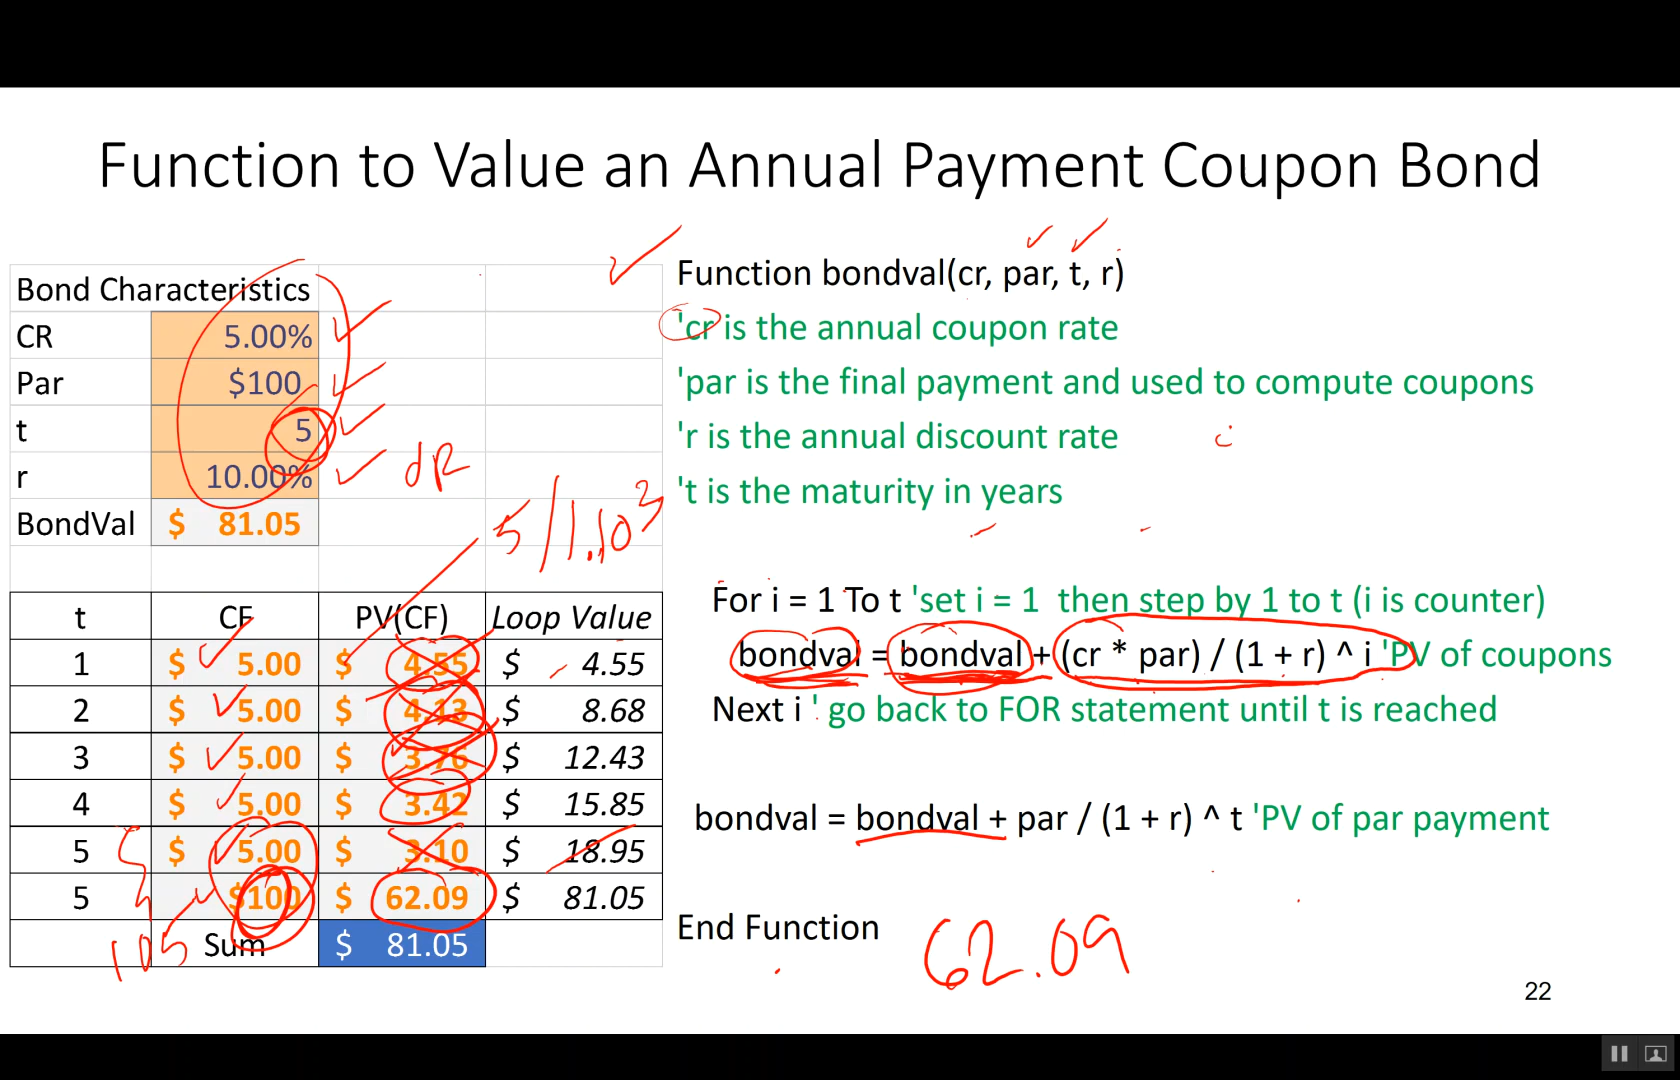 Function to Value an Annual Payment Coupon Bond
Bond Characteristics
CR 5.00%
Par $100
t 5
r 10.00%
BondVal $ 81.05
dR
5/1.10³
t CF PV(CF) Loop Value
1 $ 5.00 $ 4.55 $ 4.55
2 $ 5.00 $ 4.13 $ 8.68
3 $ 5.00 $ 3.76 $ 12.43
4 $ 5.00 $ 3.42 $ 15.85
5 $ 5.00 $ 3.10 $ 18.95
5 $100 $ 62.09 $ 81.05
Sum $ 81.05
105
Function bondval(cr, par, t, r)
'cr is the annual coupon rate
'par is the final payment and used to compute coupons
'r is the annual discount rate
i
't is the maturity in years
For i = 1 To t 'set i = 1 then step by 1 to t (i is counter)
bondval = bondval + (cr * par) / (1 + r) ^ i 'PV of coupons
Next i ' go back to FOR statement until t is reached
bondval = bondval + par / (1 + r) ^ t 'PV of par payment
End Function
62.09
22